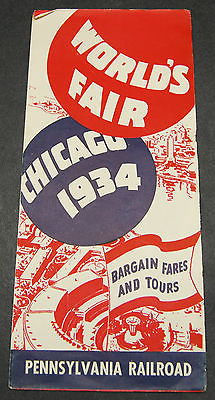 WORLD'S
FAIR
CHICAGO
1934
BARGAIN FARES
AND TOURS
PENNSYLVANIA RAILROAD